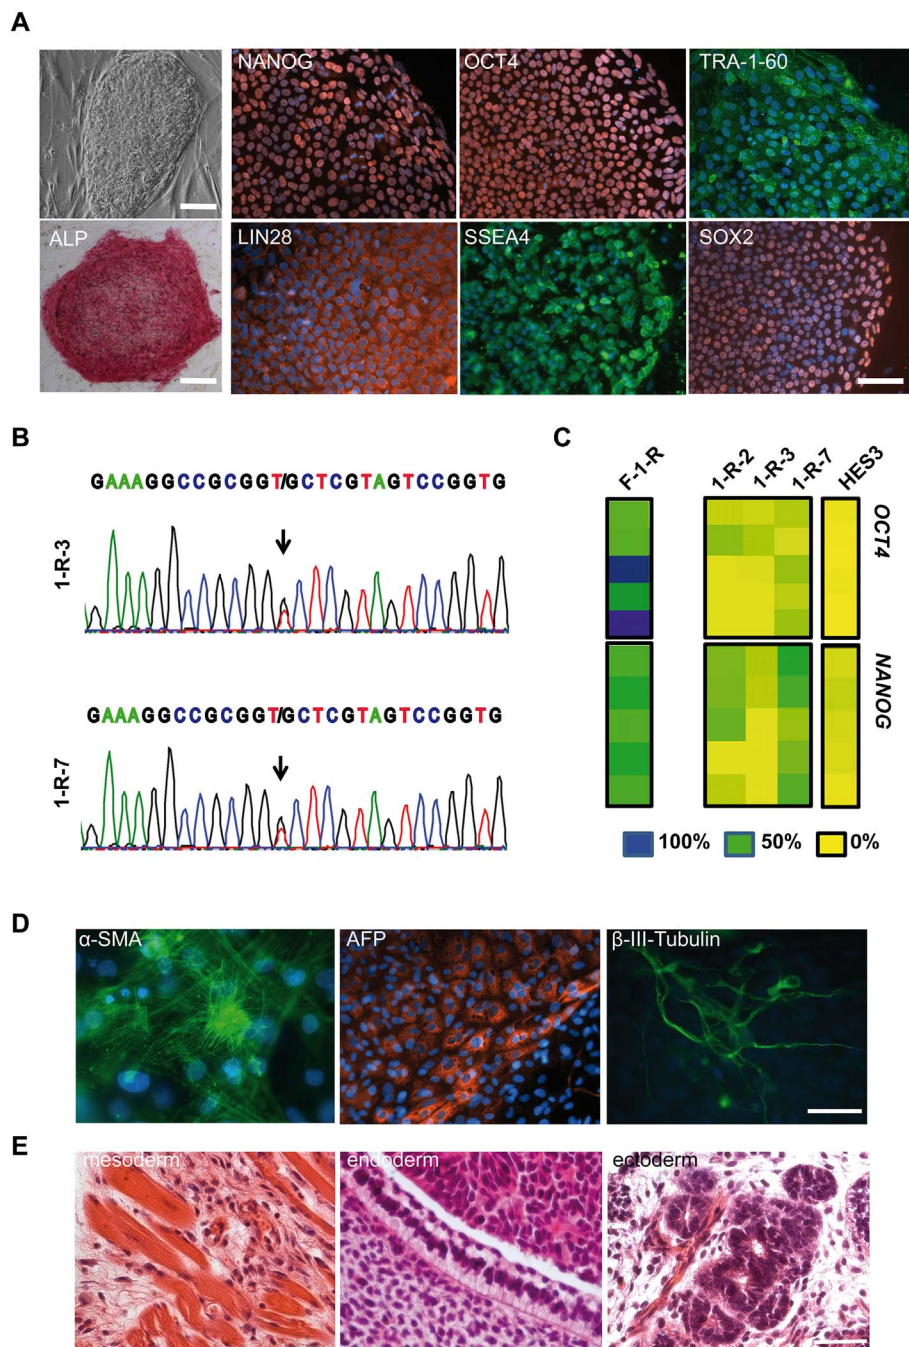 A
NANOG
OCT4
TRA-1-60
ALP
LIN28
SSEA4
SOX2
B
GAAAGGCCGCGGT/GCTCGTAGTCCGGTG
1-R-3
GAAAGGCCGCGGT/GCTCGTAGTCCGGTG
1-R-7
C
F-1-R
1-R-2
1-R-3
1-R-7
HES3
OCT4
NANOG
100%
50%
0%
D
α-SMA
AFP
β-III-Tubulin
E
mesoderm
endoderm
ectoderm